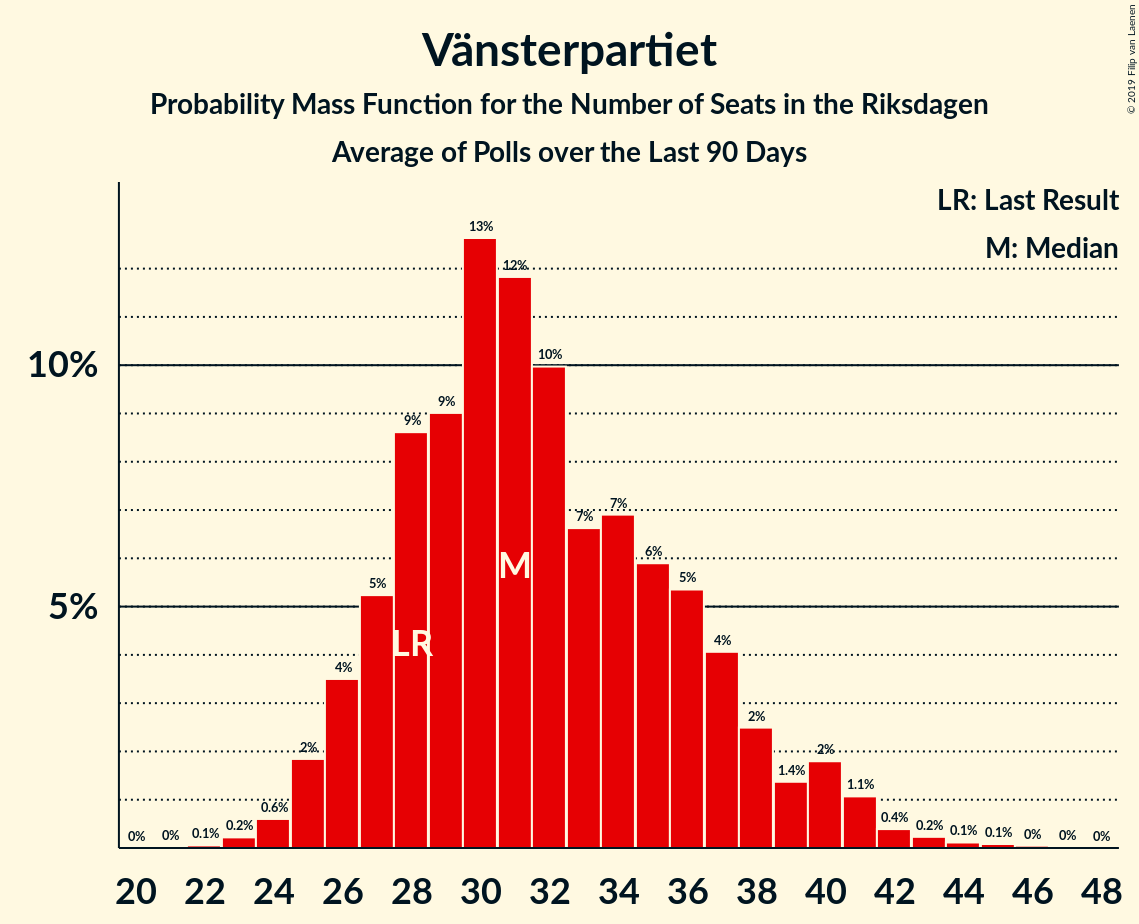 Vänsterpartiet
Probability Mass Function for the Number of Seats in the Riksdagen
Average of Polls over the Last 90 Days
© 2019 Filip van Laenen
LR: Last Result
M: Median
10%
5%
0% 0% 0.1% 0.2% 0.6% 2% 4% 5% 9% 9% 13% 12% 10% 7% 7% 6% 5% 4% 2% 1.4% 2% 1.1% 0.4% 0.2% 0.1% 0.1% 0% 0% 0%
LR
M
20 22 24 26 28 30 32 34 36 38 40 42 44 46 48